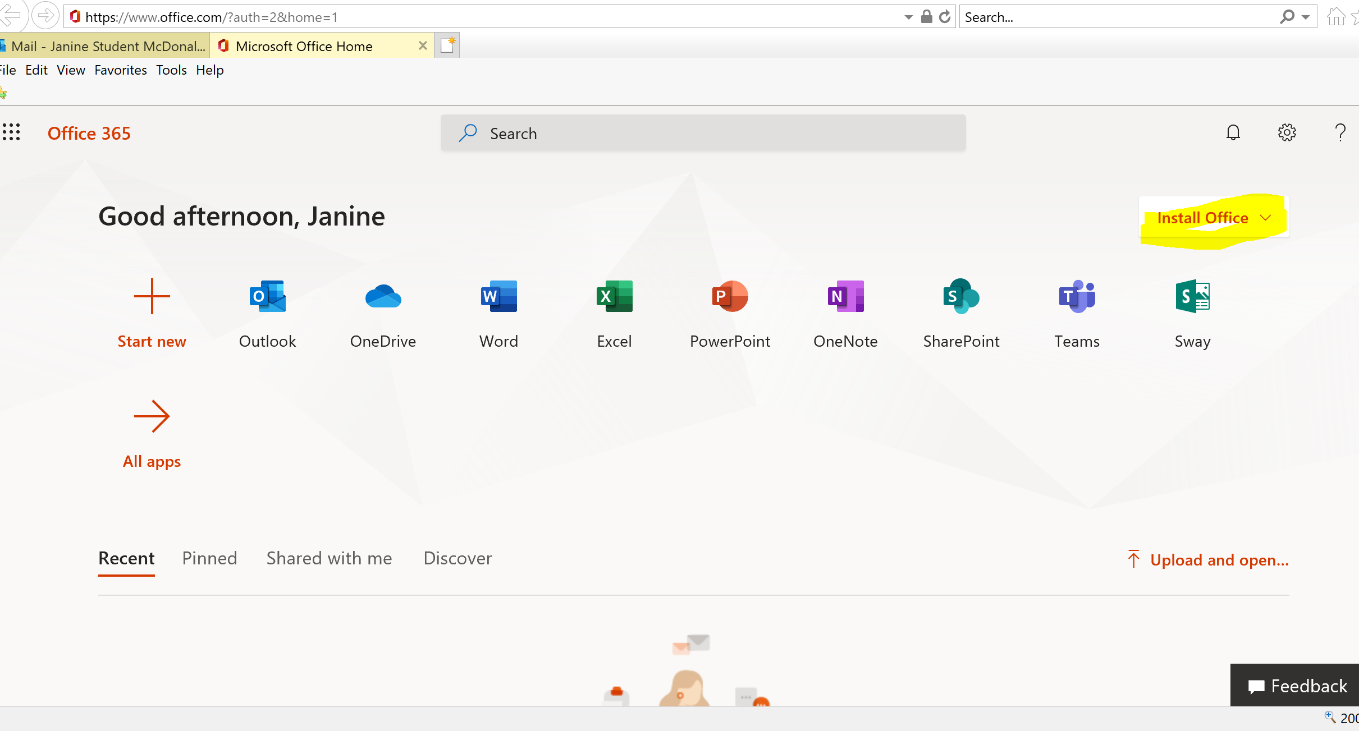 https://www.office.com/?auth=2&home=1
Search...
Mail - Janine Student McDonal...
Microsoft Office Home
File Edit View Favorites Tools Help
Office 365
Search
?
Good afternoon, Janine
Install Office
Start new
Outlook
OneDrive
Word
Excel
PowerPoint
OneNote
SharePoint
Teams
Sway
All apps
Recent Pinned Shared with me Discover
Upload and open...
Feedback
200